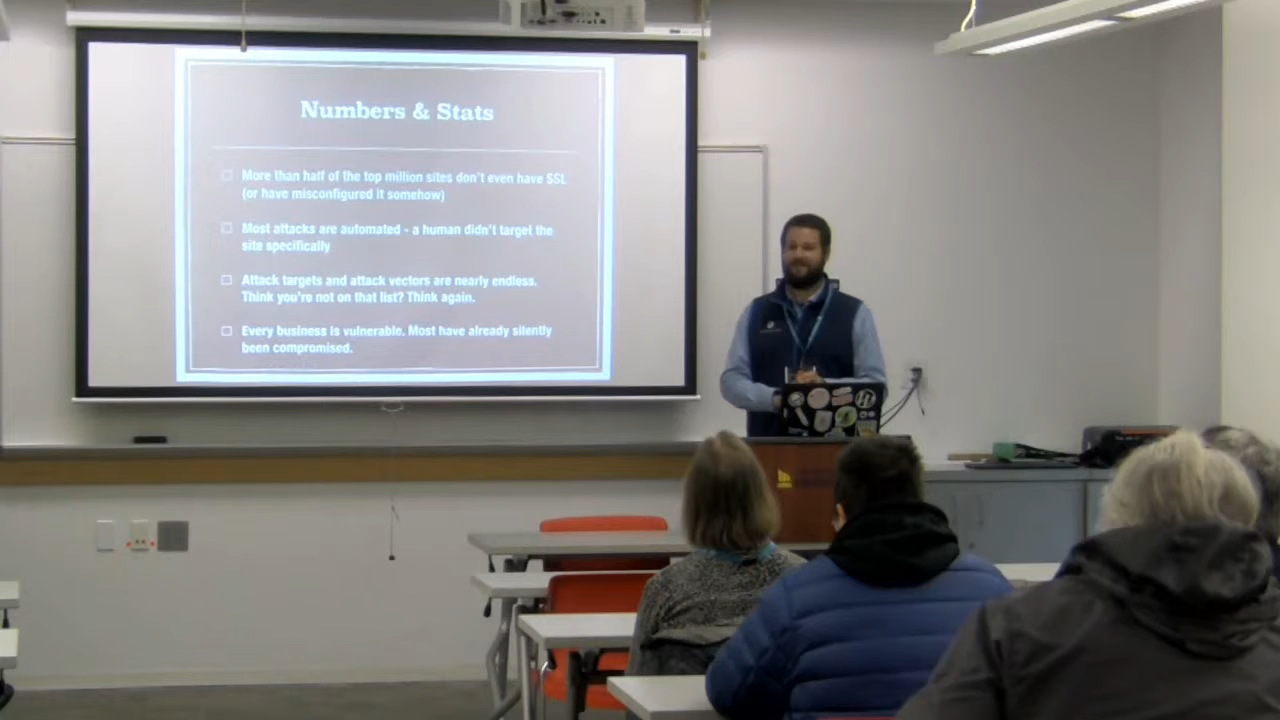 Numbers & Stats
More than half of the top million sites don't even have SSL
(or have misconfigured it somehow)
Most attacks are automated - a human didn't target the
site specifically
Attack targets and attack vectors are nearly endless.
Think you're not on that list? Think again.
Every business is vulnerable. Most have already silently
been compromised.